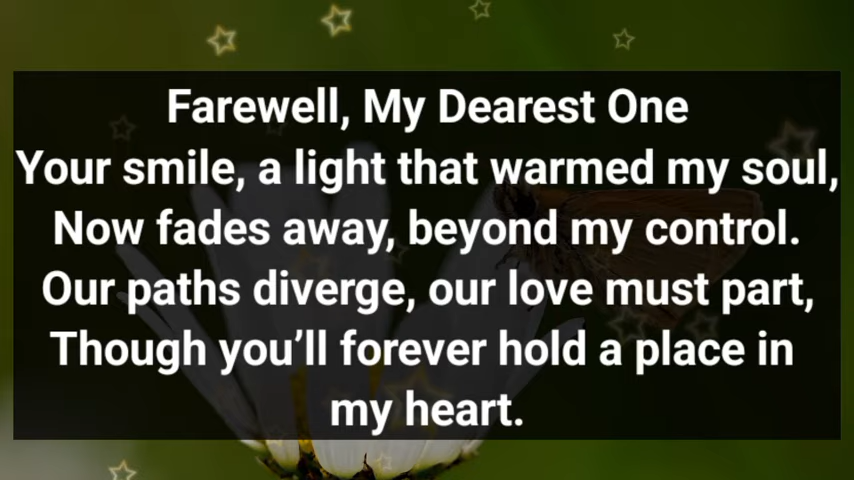 Farewell, My Dearest One
Your smile, a light that warmed my soul,
Now fades away, beyond my control.
Our paths diverge, our love must part,
Though you’ll forever hold a place in
my heart.